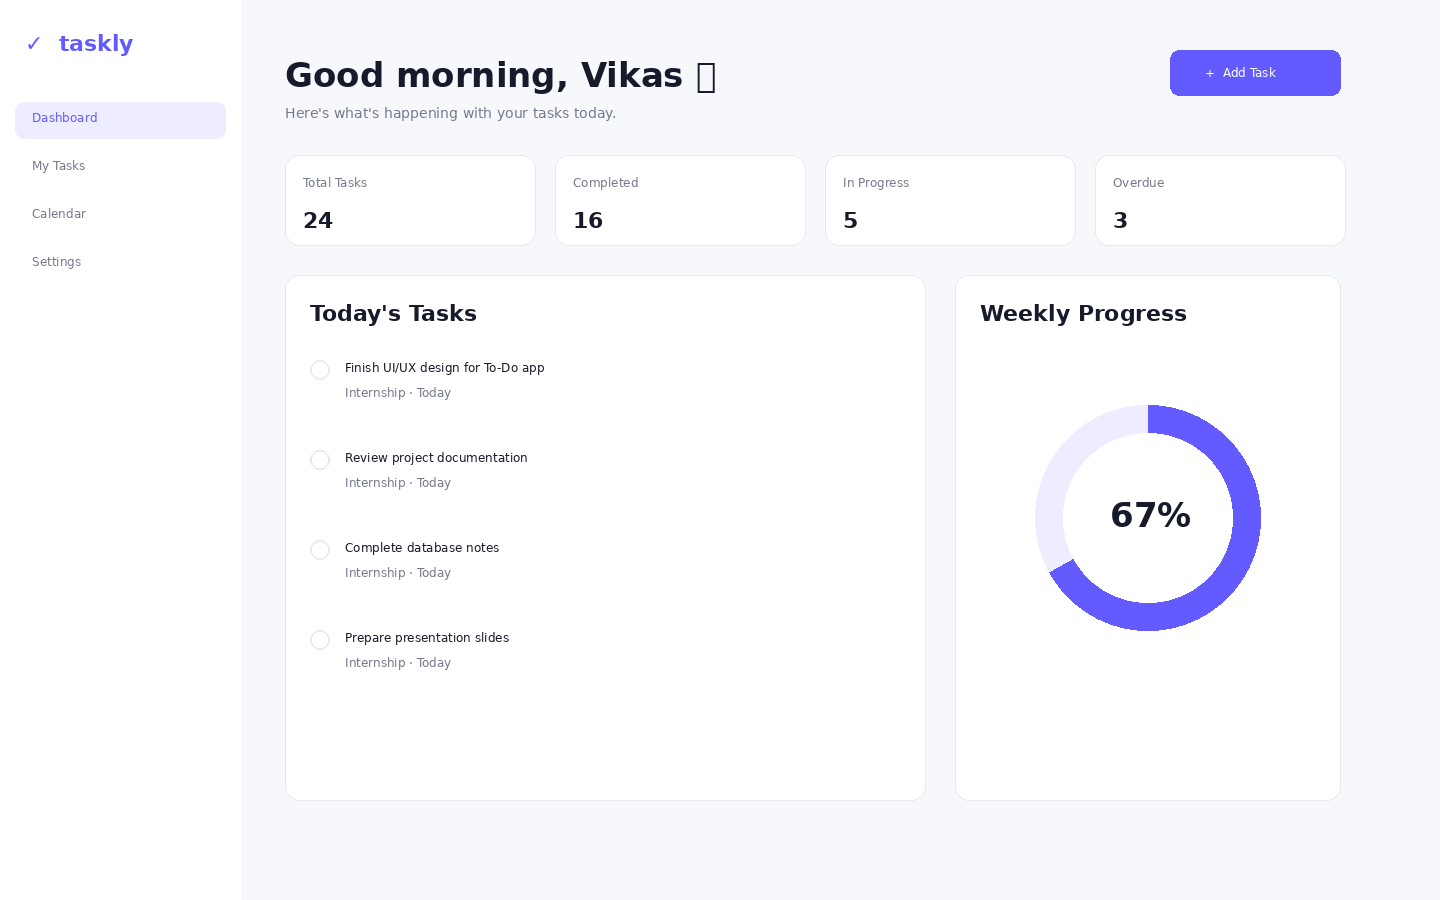 ✓ taskly
Dashboard
My Tasks
Calendar
Settings
Good morning, Vikas
Here's what's happening with your tasks today.
+ Add Task
Total Tasks
24
Completed
16
In Progress
5
Overdue
3
Today's Tasks
Finish UI/UX design for To-Do app
Internship · Today
Review project documentation
Internship · Today
Complete database notes
Internship · Today
Prepare presentation slides
Internship · Today
Weekly Progress
67%